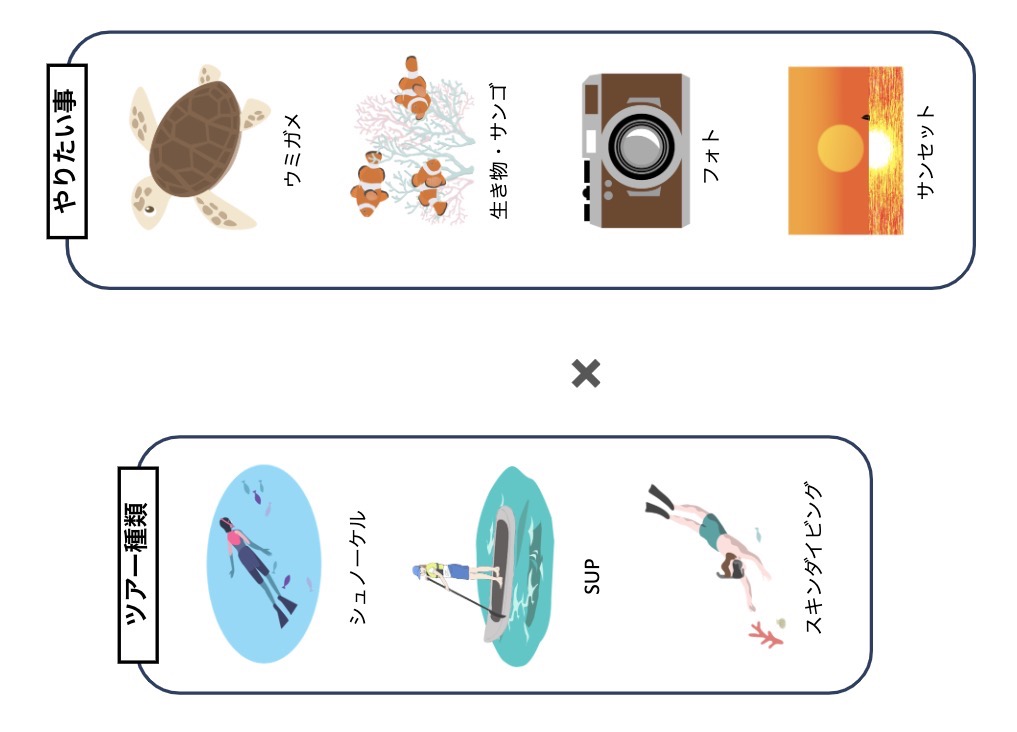 ツアー種類
シュノーケル
SUP
スキンダイビング
×
やりたい事
ウミガメ
生き物・サンゴ
フォト
サンセット